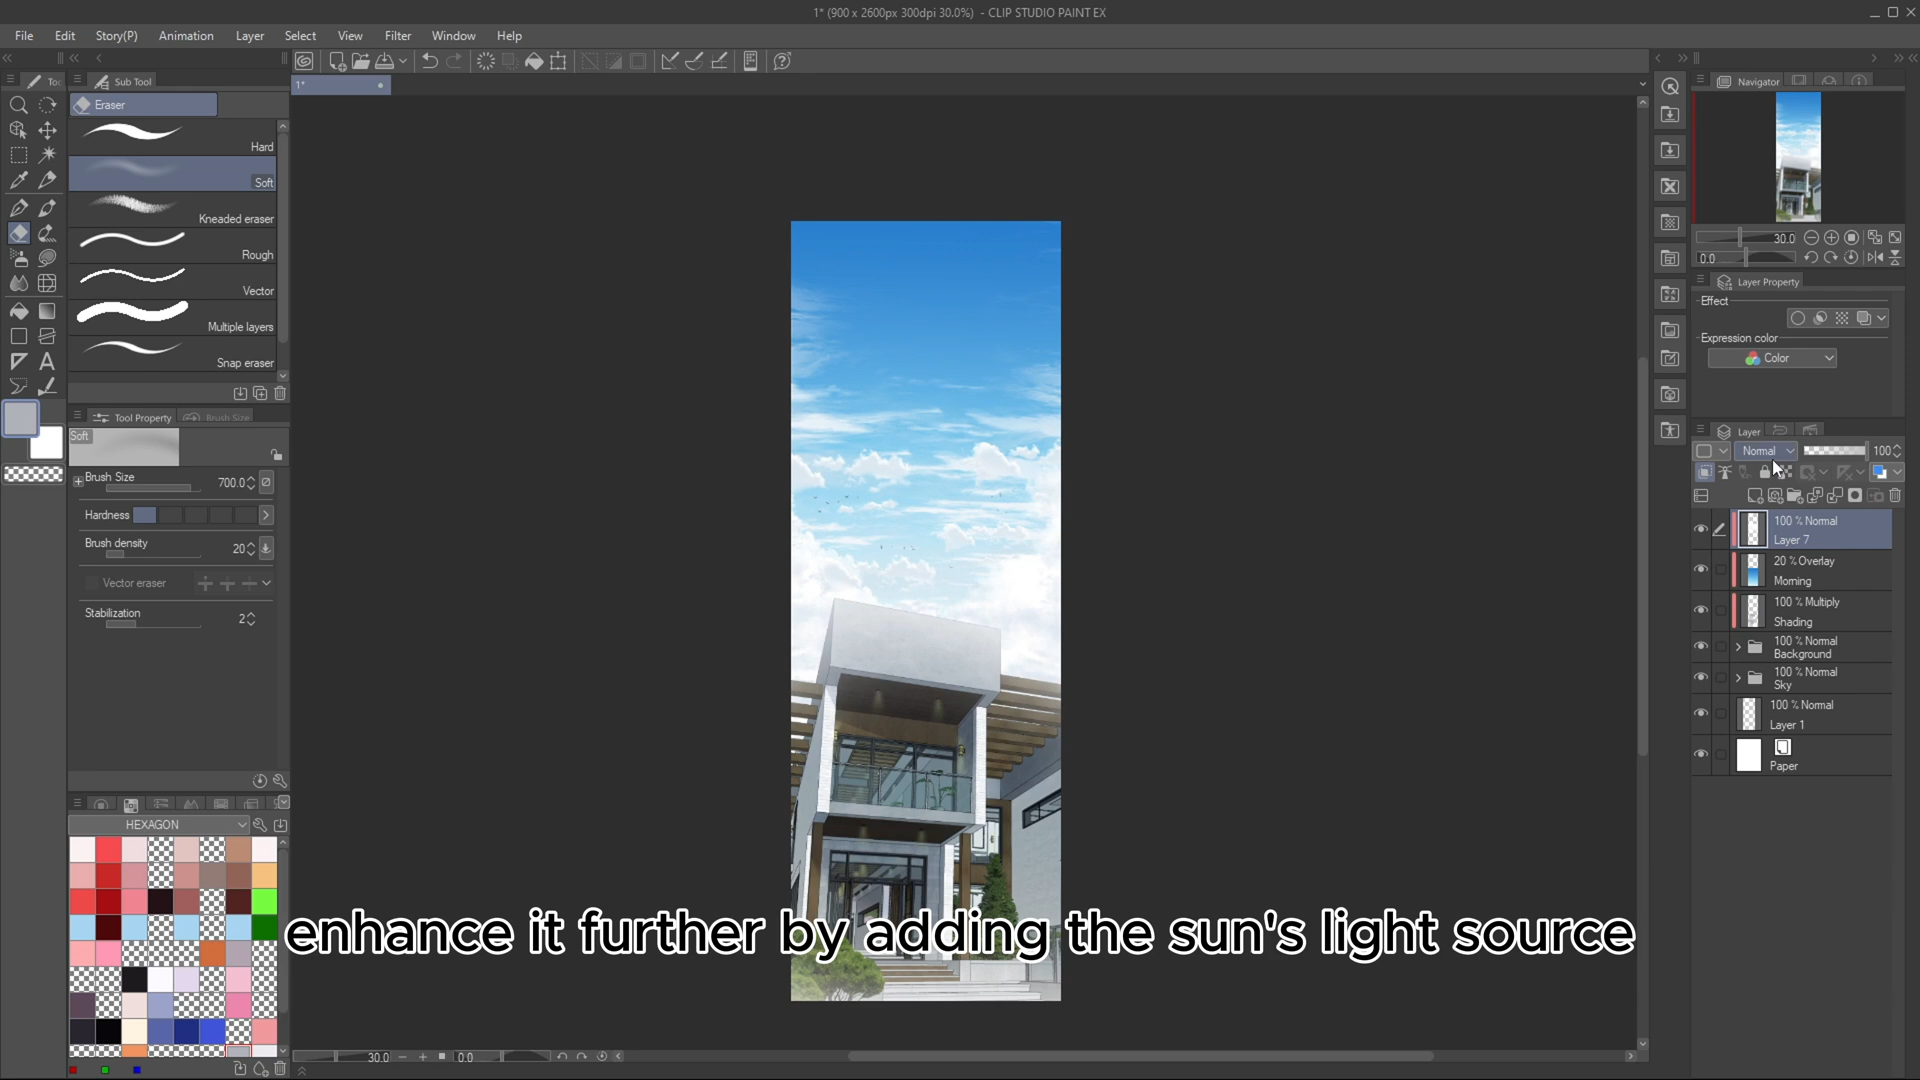 1* (900 x 2600px 300dpi 30.0%) - CLIP STUDIO PAINT EX
File Edit Story(P) Animation Layer Select View Filter Window Help
Sub Tool
1*
Navigator
Eraser
Hard
Soft
Kneaded eraser
Rough
Vector
Multiple layers
Snap eraser
30.0
0.0
Layer Property
Effect
Expression color
Color
Tool Property
Brush Size
Soft
Brush Size
700.0
Hardness
Brush density
20
Vector eraser
Stabilization
2
HEXAGON
Layer
Normal
100
100 % Normal
Layer 7
20 % Overlay
Morning
100 % Multiply
Shading
100 % Normal
Background
100 % Normal
Sky
100 % Normal
Layer 1
Paper
enhance it further by adding the sun's light source
30.0
0.0